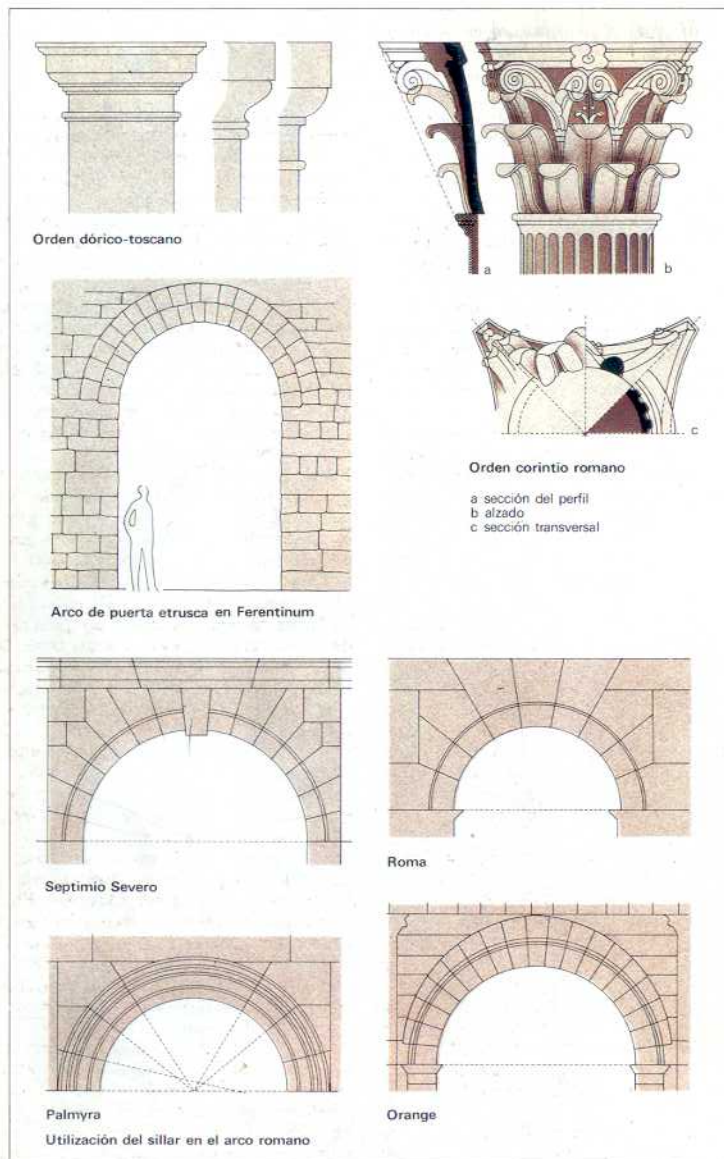 Orden dórico-toscano
a
b
c
Orden corintio romano
a sección del perfil
b alzado
c sección transversal
Arco de puerta etrusca en Ferentinum
Septimio Severo
Roma
Palmyra
Orange
Utilización del sillar en el arco romano